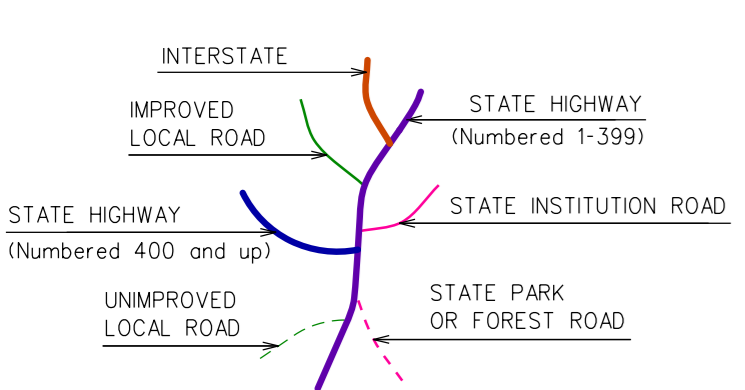 INTERSTATE
STATE HIGHWAY
(Numbered 1-399)
IMPROVED
LOCAL ROAD
STATE INSTITUTION ROAD
STATE HIGHWAY
(Numbered 400 and up)
UNIMPROVED
LOCAL ROAD
STATE PARK
OR FOREST ROAD